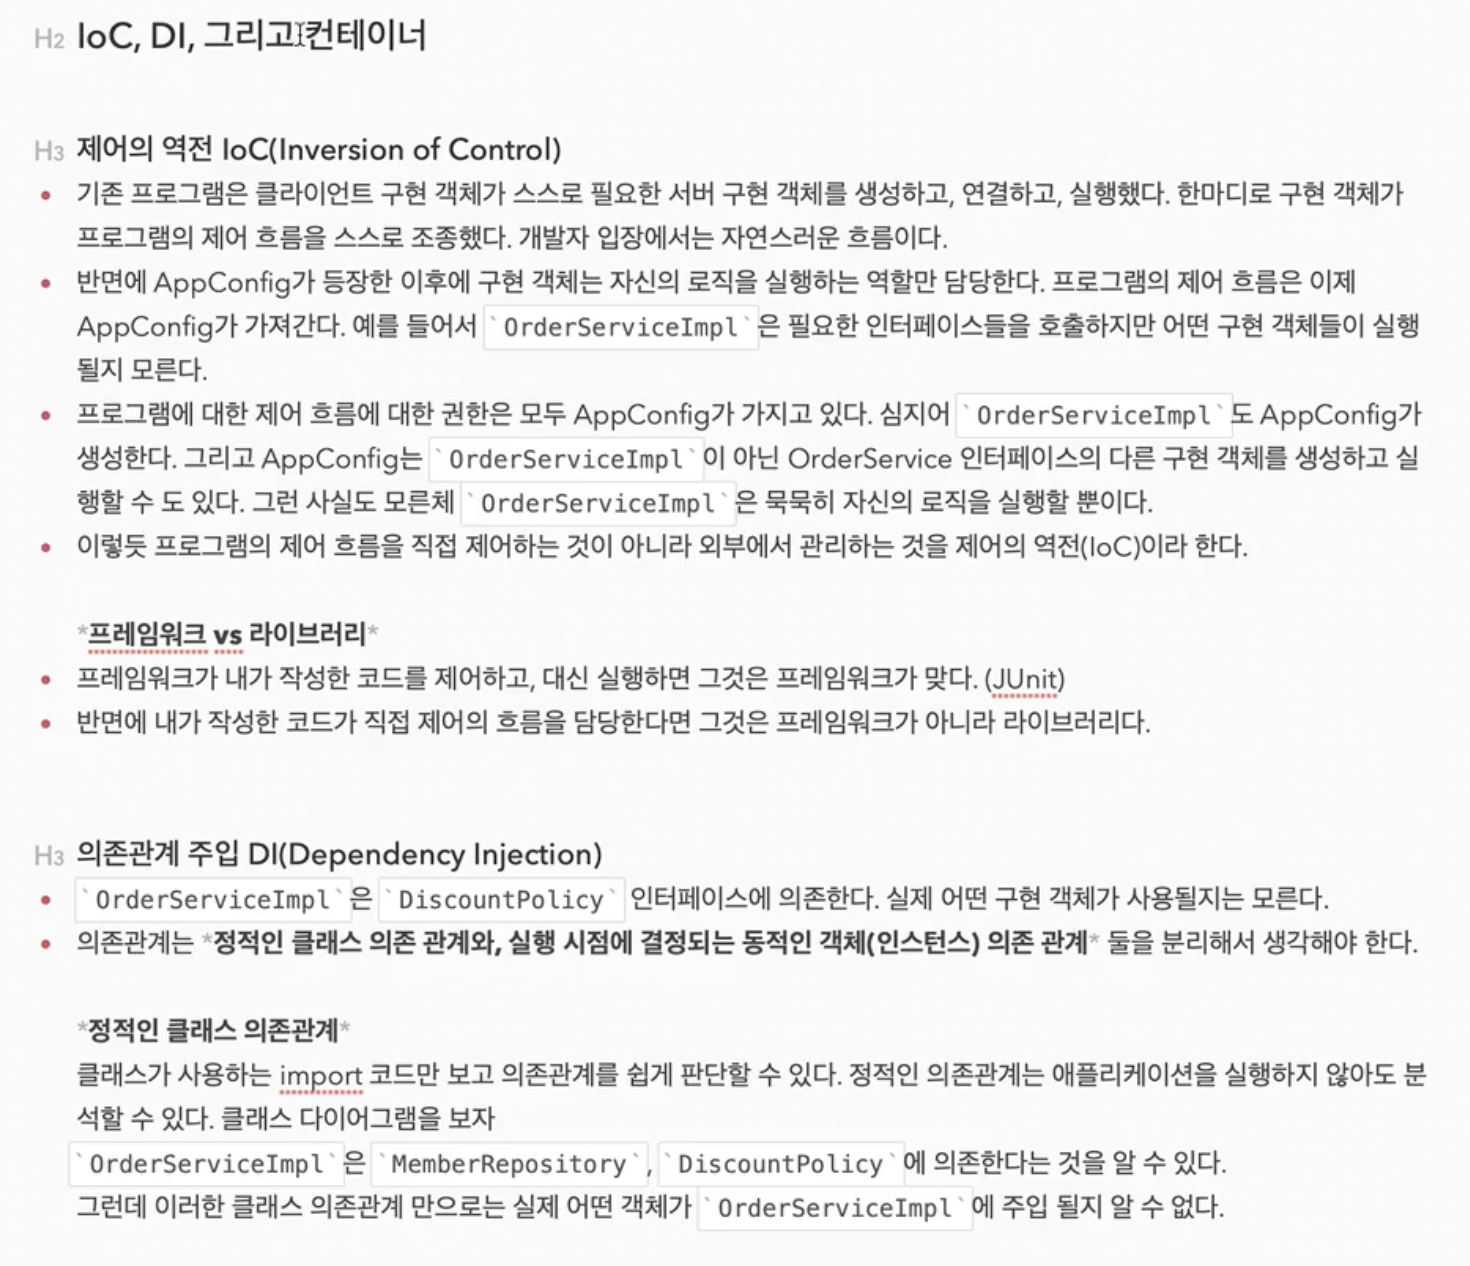 H2 IoC, DI, 그리고 컨테이너
H3 제어의 역전 IoC(Inversion of Control)
• 기존 프로그램은 클라이언트 구현 객체가 스스로 필요한 서버 구현 객체를 생성하고, 연결하고, 실행했다. 한마디로 구현 객체가
프로그램의 제어 흐름을 스스로 조종했다. 개발자 입장에서는 자연스러운 흐름이다.
• 반면에 AppConfig가 등장한 이후에 구현 객체는 자신의 로직을 실행하는 역할만 담당한다. 프로그램의 제어 흐름은 이제
AppConfig가 가져간다. 예를 들어서 `OrderServiceImpl`은 필요한 인터페이스들을 호출하지만 어떤 구현 객체들이 실행
될지 모른다.
• 프로그램에 대한 제어 흐름에 대한 권한은 모두 AppConfig가 가지고 있다. 심지어 `OrderServiceImpl`도 AppConfig가
생성한다. 그리고 AppConfig는 `OrderServiceImpl`이 아닌 OrderService 인터페이스의 다른 구현 객체를 생성하고 실
행할 수 도 있다. 그런 사실도 모른체 `OrderServiceImpl`은 묵묵히 자신의 로직을 실행할 뿐이다.
• 이렇듯 프로그램의 제어 흐름을 직접 제어하는 것이 아니라 외부에서 관리하는 것을 제어의 역전(IoC)이라 한다.
*프레임워크 vs 라이브러리*
• 프레임워크가 내가 작성한 코드를 제어하고, 대신 실행하면 그것은 프레임워크가 맞다. (JUnit)
• 반면에 내가 작성한 코드가 직접 제어의 흐름을 담당한다면 그것은 프레임워크가 아니라 라이브러리다.
H3 의존관계 주입 DI(Dependency Injection)
• `OrderServiceImpl`은 `DiscountPolicy` 인터페이스에 의존한다. 실제 어떤 구현 객체가 사용될지는 모른다.
• 의존관계는 *정적인 클래스 의존 관계와, 실행 시점에 결정되는 동적인 객체(인스턴스) 의존 관계* 둘을 분리해서 생각해야 한다.
*정적인 클래스 의존관계*
클래스가 사용하는 import 코드만 보고 의존관계를 쉽게 판단할 수 있다. 정적인 의존관계는 애플리케이션을 실행하지 않아도 분
석할 수 있다. 클래스 다이어그램을 보자
`OrderServiceImpl`은 `MemberRepository`, `DiscountPolicy`에 의존한다는 것을 알 수 있다.
그런데 이러한 클래스 의존관계 만으로는 실제 어떤 객체가 `OrderServiceImpl`에 주입 될지 알 수 없다.